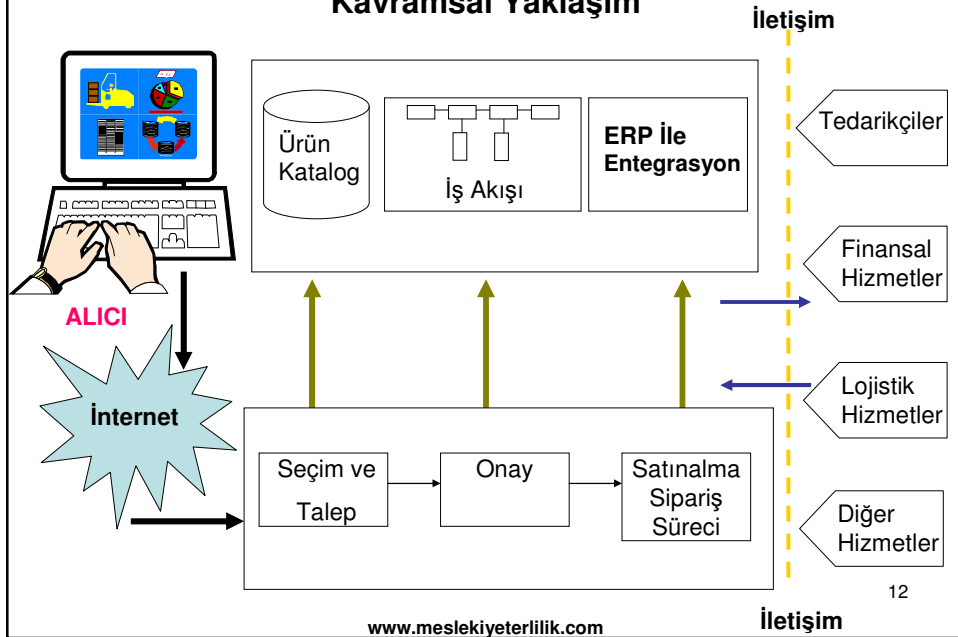 Kavramsal Yaklaşım
İletişim
Ürün
Katalog
İş Akışı
ERP İle
Entegrasyon
Tedarikçiler
Finansal
Hizmetler
ALICI
İnternet
Lojistik
Hizmetler
Seçim ve
Talep
Onay
Satınalma
Sipariş
Süreci
Diğer
Hizmetler
12
www.meslekiyeterlilik.com
İletişim